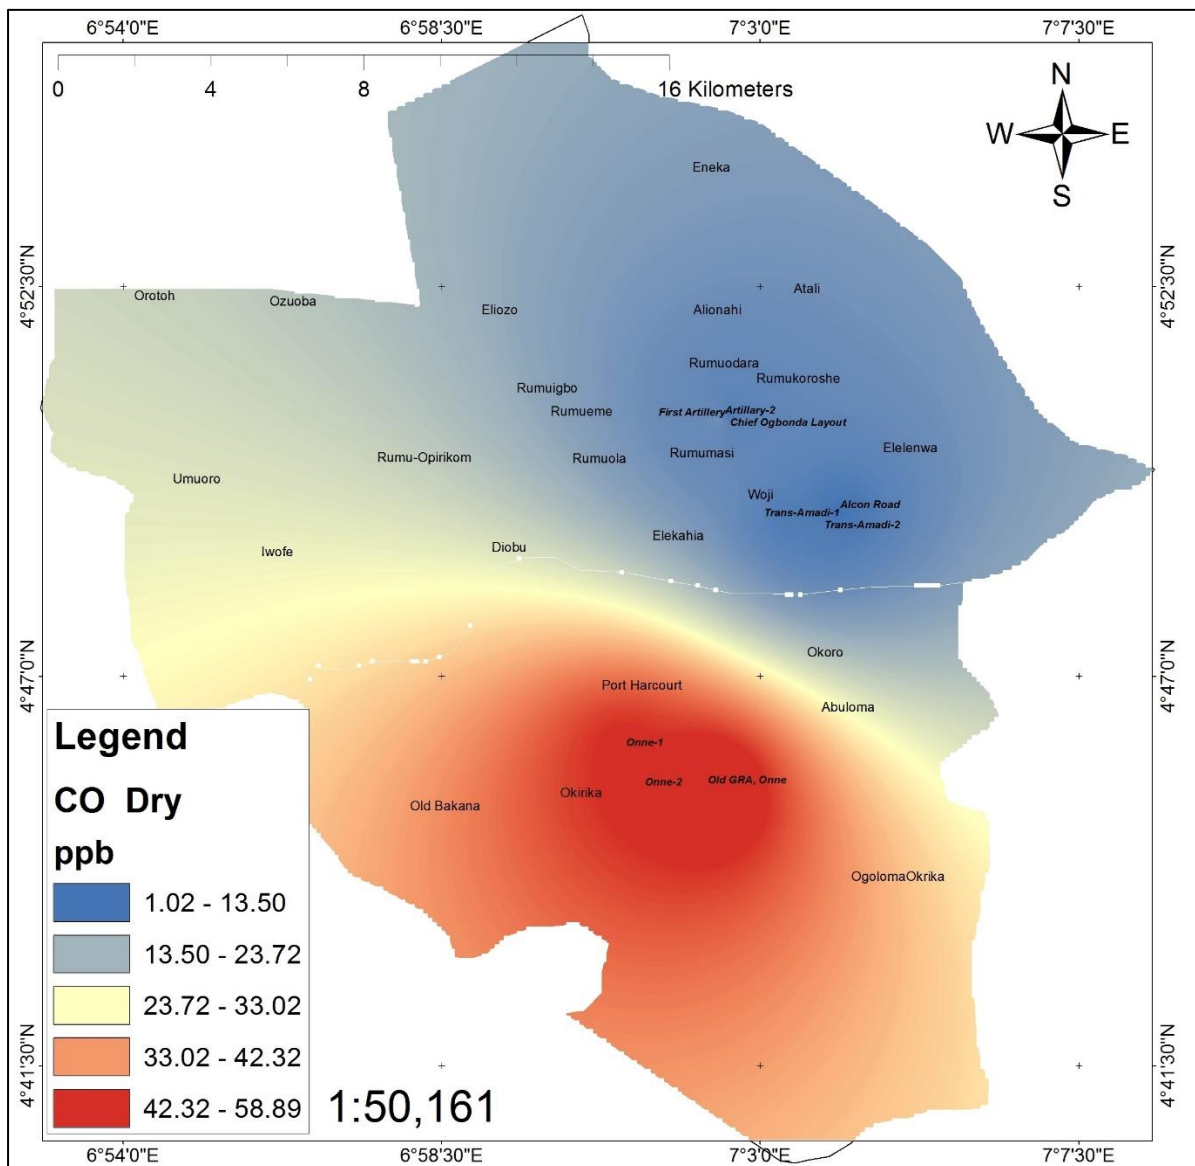 6°54'0"E 6°58'30"E 7°3'0"E 7°7'30"E
0 4 8 16 Kilometers
N
W E
S
Eneka
4°52'30"N 4°52'30"N
Orotoh Ozuoba Atali
Eliozo Alionahi
Rumuodara
Rumukoroshe
Rumuigbo
Rumueme First Artillery Artillary-2
Chief Ogbonda Layout
Elelenwa
Rumu-Opirikom Rumuola Rumumasi
Umuoro
Woji
Alcon Road
Trans-Amadi-1
Trans-Amadi-2
Elekahia
Iwofe Diobu
Okoro
4°47'0"N 4°47'0"N
Port Harcourt
Abuloma
Onne-1
Onne-2 Old GRA, Onne
Okirika
Old Bakana
OgolomaOkrika
Legend
CO Dry
ppb
1.02 - 13.50
13.50 - 23.72
23.72 - 33.02
33.02 - 42.32
42.32 - 58.89
1:50,161
4°41'30"N 4°41'30"N
6°54'0"E 6°58'30"E 7°3'0"E 7°7'30"E